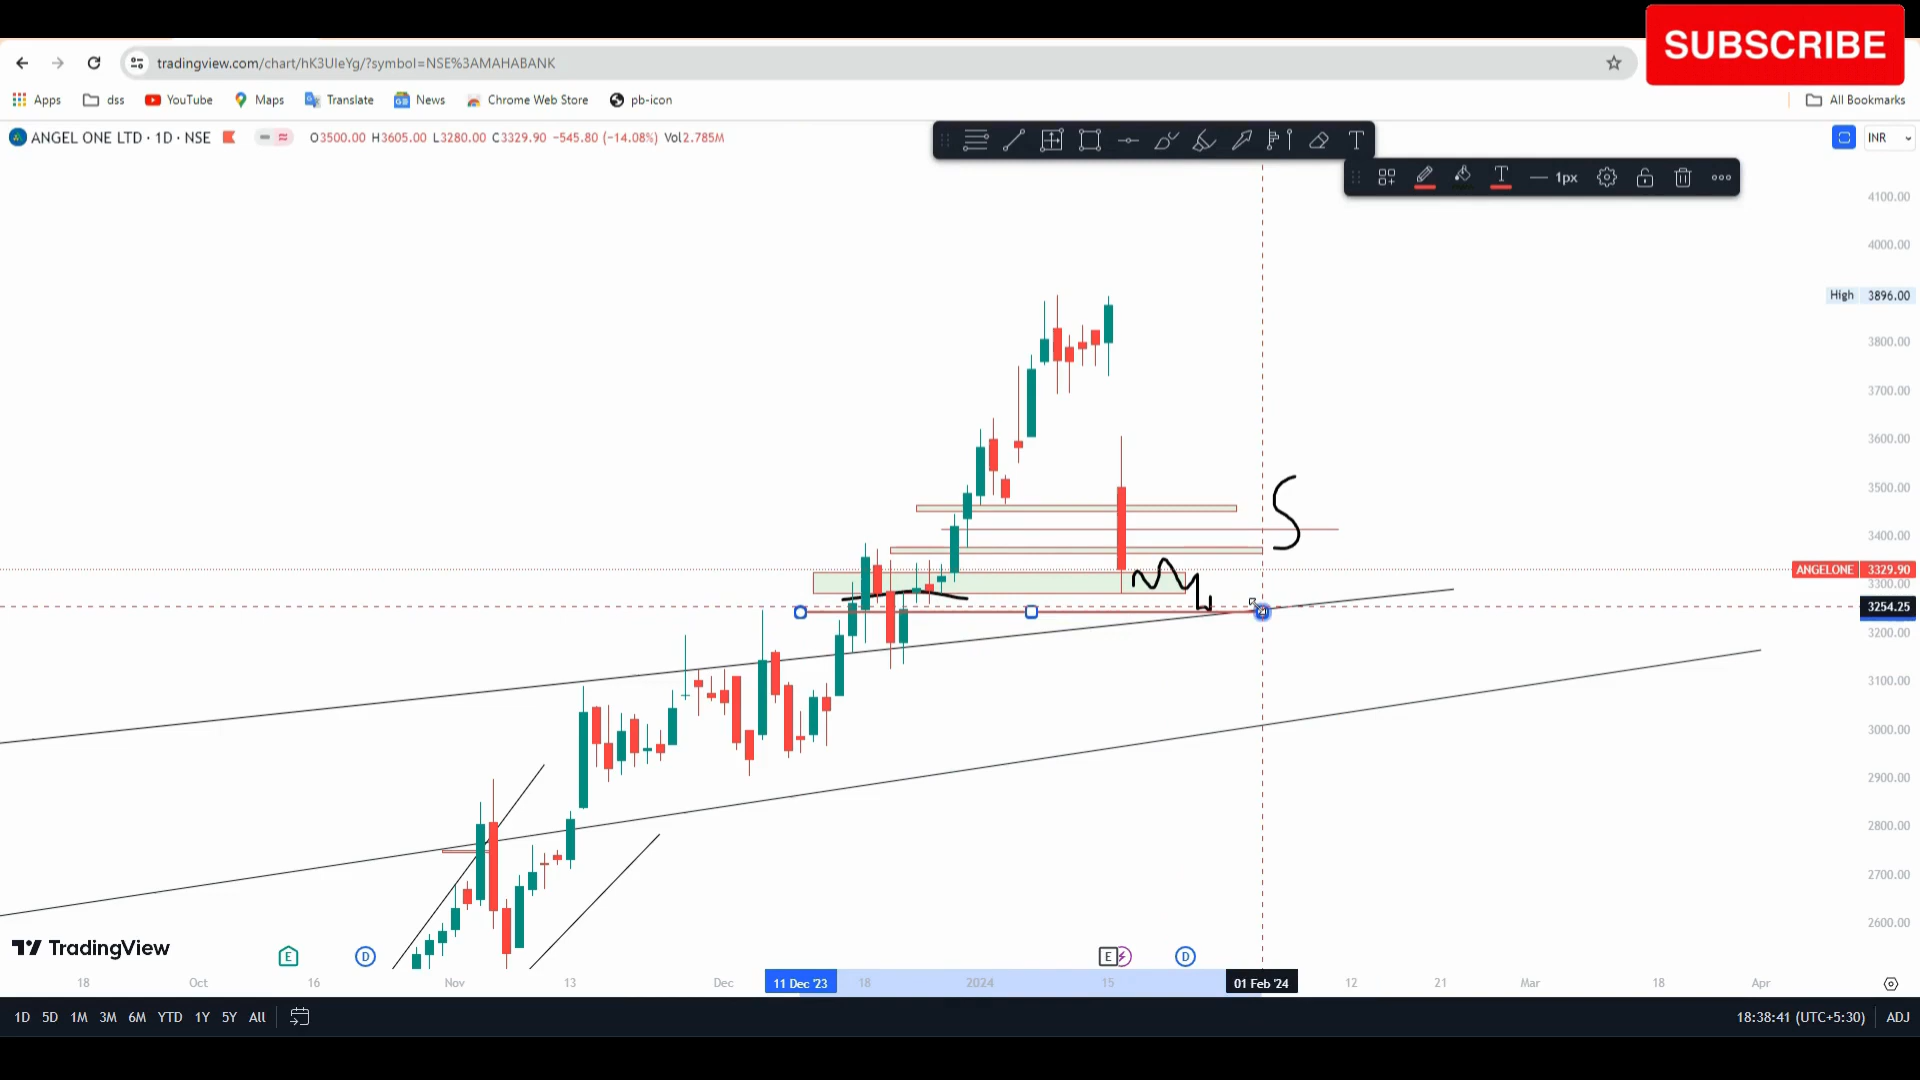 SUBSCRIBE
tradingview.com/chart/hK3UIeYg/?symbol=NSE%3AMAHABANK
Apps dss YouTube Maps Translate News Chrome Web Store pb-icon All Bookmarks
ANGEL ONE LTD · 1D · NSE O3500.00 H3605.00 L3280.00 C3329.90 −545.80 (−14.08%) Vol2.785M
INR
1px
4100.00
4000.00
High 3896.00
3800.00
3700.00
3600.00
3500.00
S
3400.00
ANGELONE 3329.90
3300.00
3254.25
3200.00
3100.00
3000.00
2900.00
2800.00
2700.00
2600.00
TradingView
E D E D
18 Oct 16 Nov 13 Dec 11 Dec '23 18 2024 15 01 Feb '24 12 21 Mar 18 Apr
1D 5D 1M 3M 6M YTD 1Y 5Y All 18:38:41 (UTC+5:30) ADJ